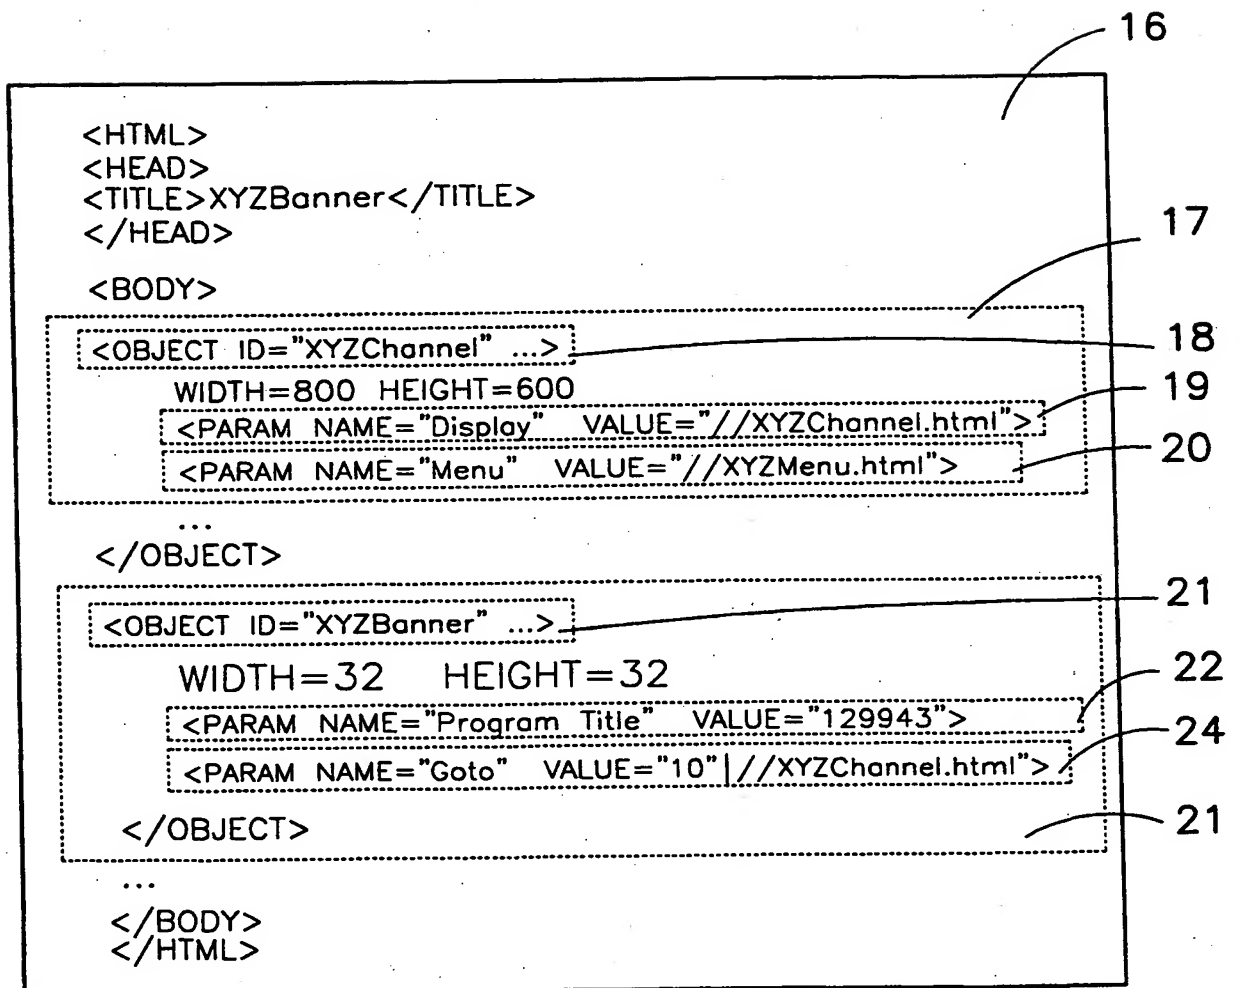 16
<HTML>
<HEAD>
<TITLE>XYZBanner</TITLE>
</HEAD>
17
<BODY>
<OBJECT ID="XYZChannel" ...>
18
WIDTH=800 HEIGHT=600
19
<PARAM NAME="Display" VALUE="//XYZChannel.html">
<PARAM NAME="Menu" VALUE="//XYZMenu.html">
20
...
</OBJECT>
<OBJECT ID="XYZBanner" ...>
21
WIDTH=32 HEIGHT=32
22
<PARAM NAME="Program Title" VALUE="129943">
24
<PARAM NAME="Goto" VALUE="10"|//XYZChannel.html">
</OBJECT>
21
...
</BODY>
</HTML>